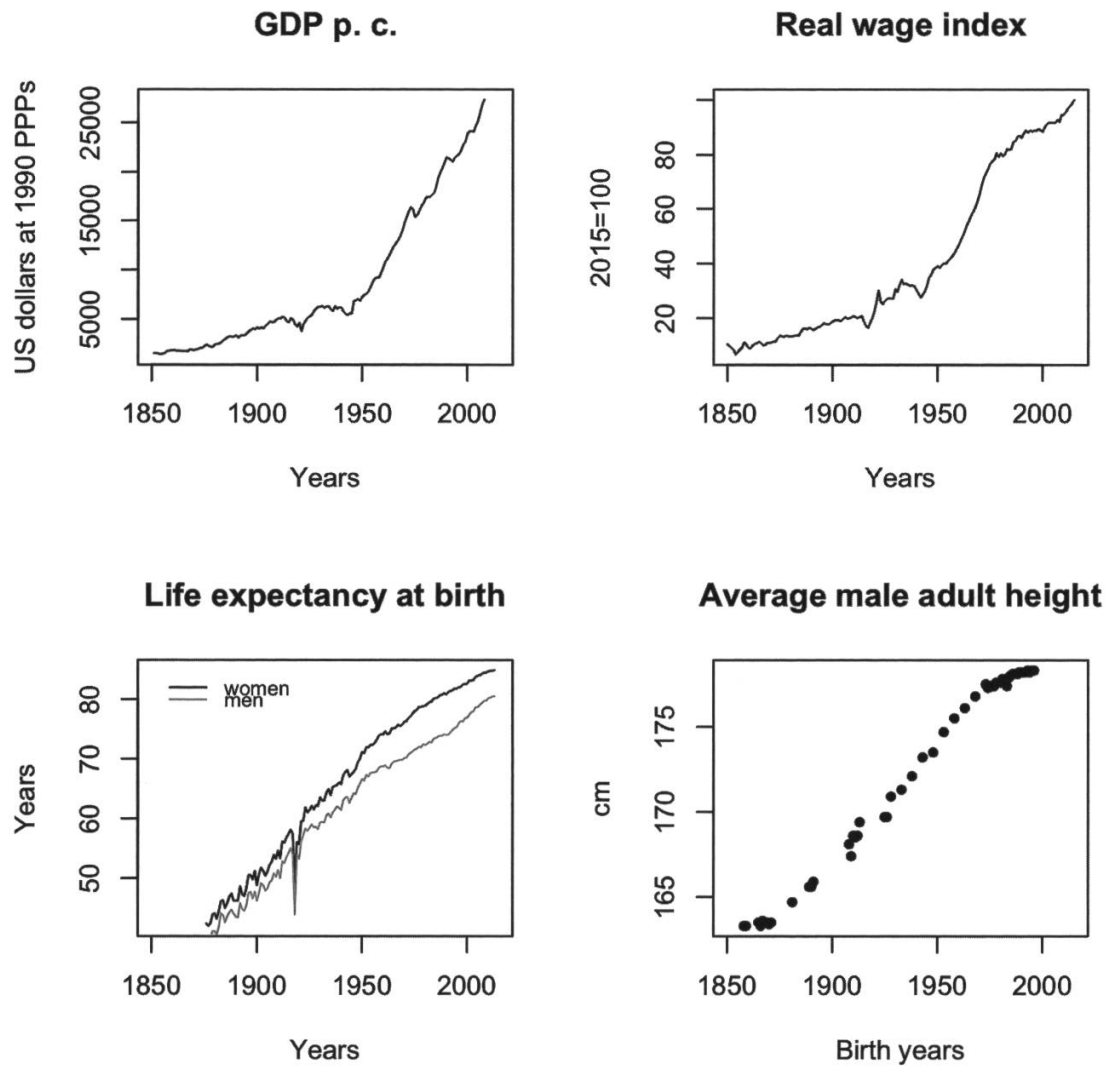 GDP p. c.
US dollars at 1990 PPPs
25000
15000
5000
1850 1900 1950 2000
Years
Real wage index
2015=100
80
60
40
20
1850 1900 1950 2000
Years
Life expectancy at birth
women
men
Years
80
70
60
50
1850 1900 1950 2000
Years
Average male adult height
cm
175
170
165
1850 1900 1950 2000
Birth years